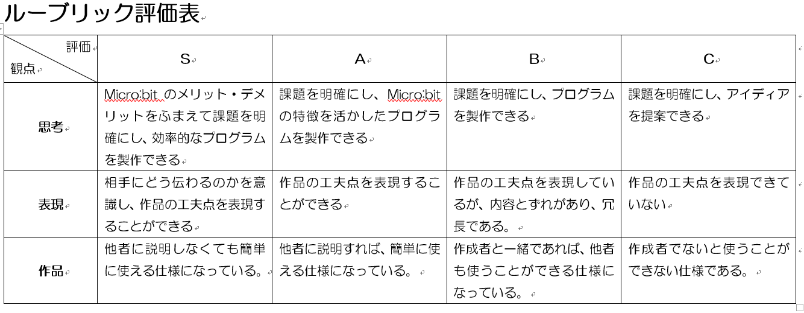 ルーブリック評価表
評価
観点
S
A
B
C
思考
Micro:bit のメリット・デメ
リットをふまえて課題を明
確にし、効率的なプログラム
を製作できる
課題を明確にし、Micro:bit
の特徴を活かしたプログラ
ムを製作できる
課題を明確にし、プログラム
を製作できる
課題を明確にし、アイディア
を提案できる
表現
相手にどう伝わるのかを意
識し、作品の工夫点を表現す
ることができる
作品の工夫点を表現するこ
とができる
作品の工夫点を表現してい
るが、内容とずれがあり、冗
長である。
作品の工夫点を表現できて
いない
作品
他者に説明しなくても簡単
に使える仕様になっている。
他者に説明すれば、簡単に使
える仕様になっている。
作成者と一緒であれば、他者
も使うことができる仕様に
なっている。
作成者でないと使うことが
できない仕様である。